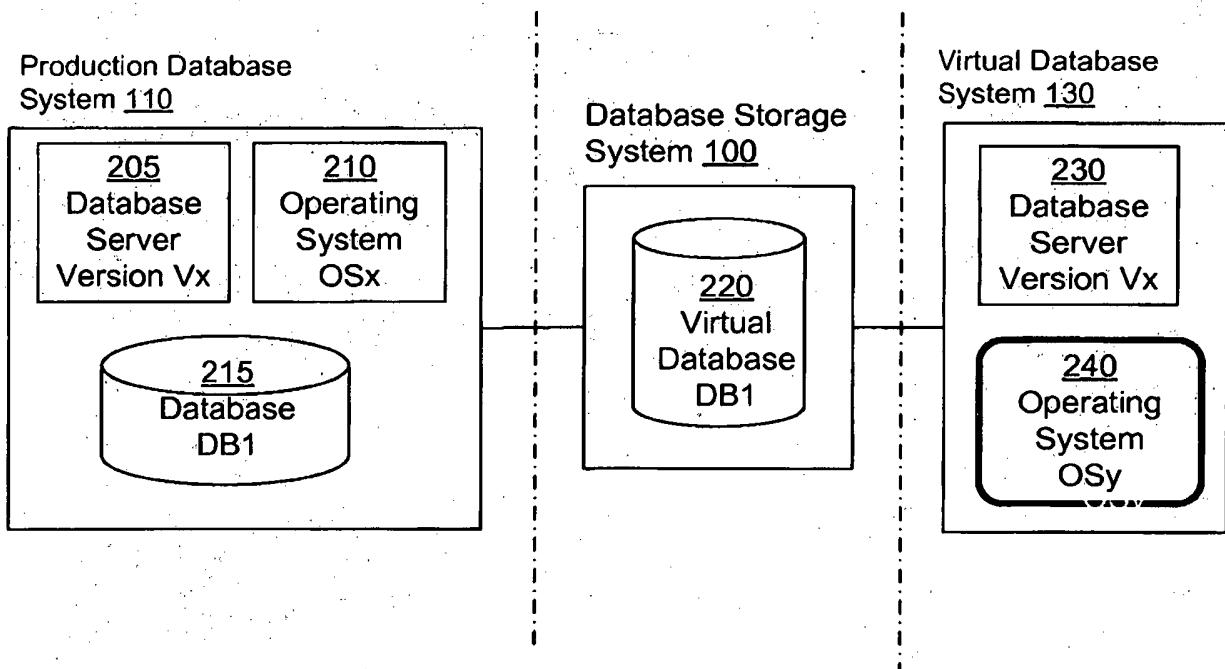 Production Database
System 110
205
Database
Server
Version Vx
210
Operating
System
OSx
215
Database
DB1
Database Storage
System 100
220
Virtual
Database
DB1
Virtual Database
System 130
230
Database
Server
Version Vx
240
Operating
System
OSy